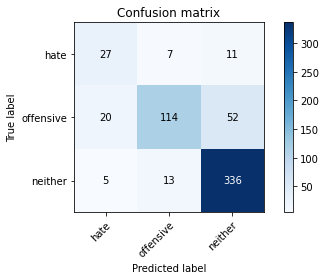 Confusion matrix
hate 27 7 11
offensive 20 114 52
neither 5 13 336
hate offensive neither
True label
Predicted label
300
250
200
150
100
50